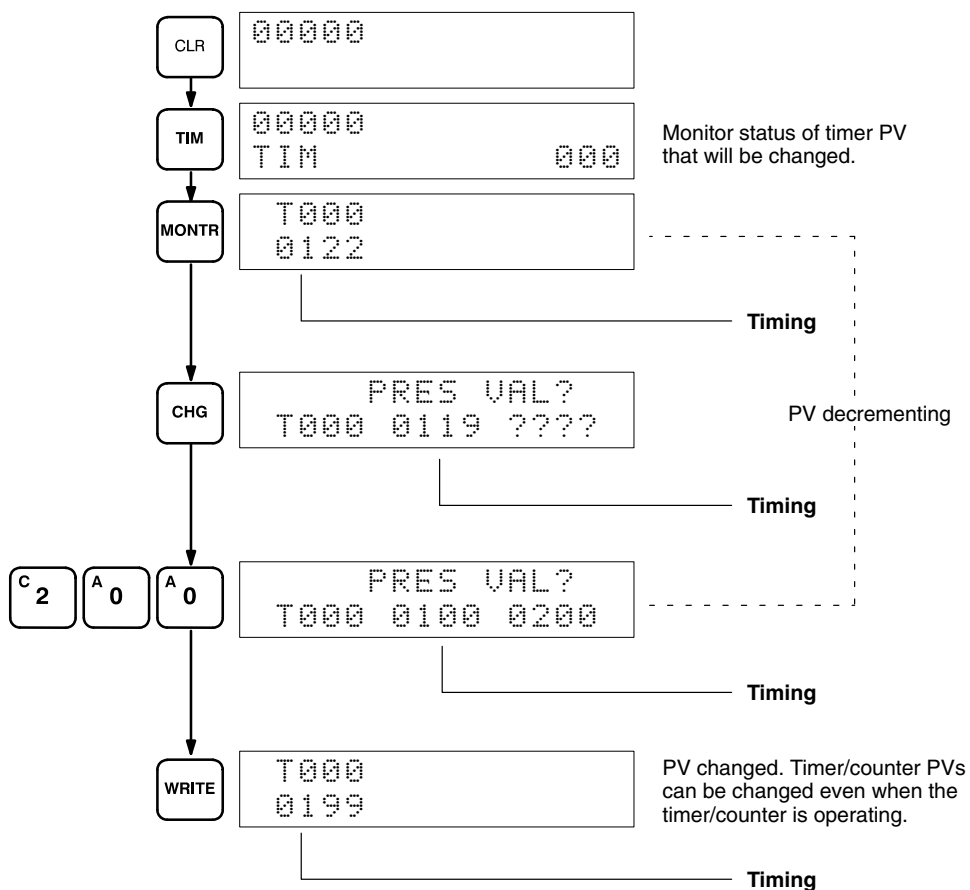 CLR
00000
TIM
00000
TIM 000
Monitor status of timer PV
that will be changed.
MONTR
T000
0122
Timing
CHG
PRES VAL?
T000 0119 ????
PV decrementing
Timing
C 2
A 0
A 0
PRES VAL?
T000 0100 0200
Timing
WRITE
T000
0199
PV changed. Timer/counter PVs
can be changed even when the
timer/counter is operating.
Timing